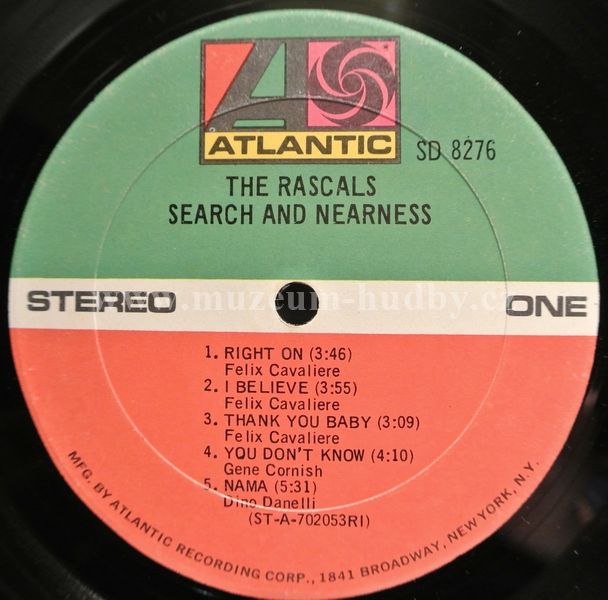 ATLANTIC
SD 8276
THE RASCALS
SEARCH AND NEARNESS
STEREO
ONE
www.muzeum-hudby.cz
1. RIGHT ON (3:46)
Felix Cavaliere
2. I BELIEVE (3:55)
Felix Cavaliere
3. THANK YOU BABY (3:09)
Felix Cavaliere
4. YOU DON'T KNOW (4:10)
Gene Cornish
5. NAMA (5:31)
Dino Danelli
(ST-A-702053RI)
MFG. BY ATLANTIC RECORDING CORP., 1841 BROADWAY, NEW YORK, N.Y.